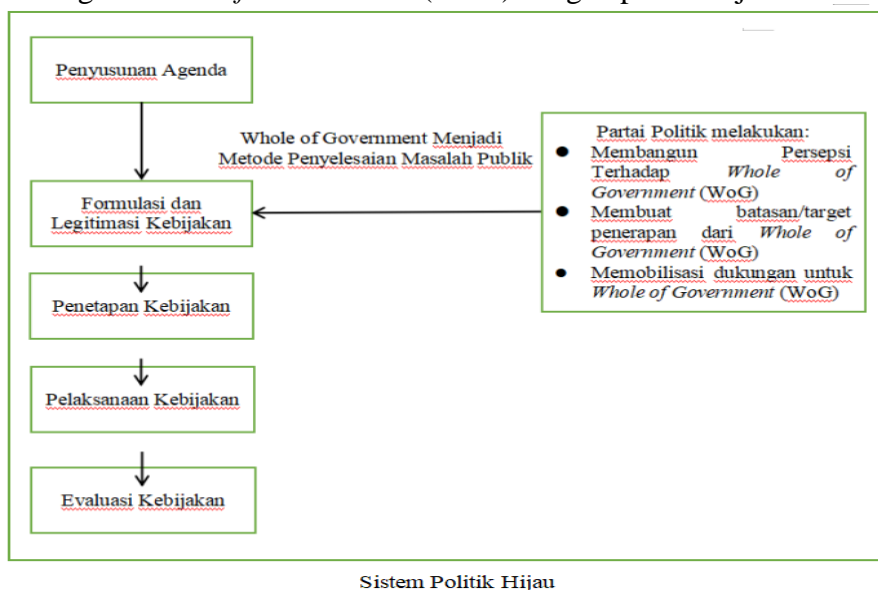 Penyusunan Agenda
Whole of Government Menjadi
Metode Penyelesaian Masalah Publik
Formulasi dan
Legitimasi Kebijakan
Penetapan Kebijakan
Pelaksanaan Kebijakan
Evaluasi Kebijakan
Partai Politik melakukan:
● Membangun Persepsi
Terhadap Whole of
Government (WoG)
● Membuat batasan/target
penerapan dari Whole of
Government (WoG)
● Memobilisasi dukungan untuk
Whole of Government (WoG)
Sistem Politik Hijau